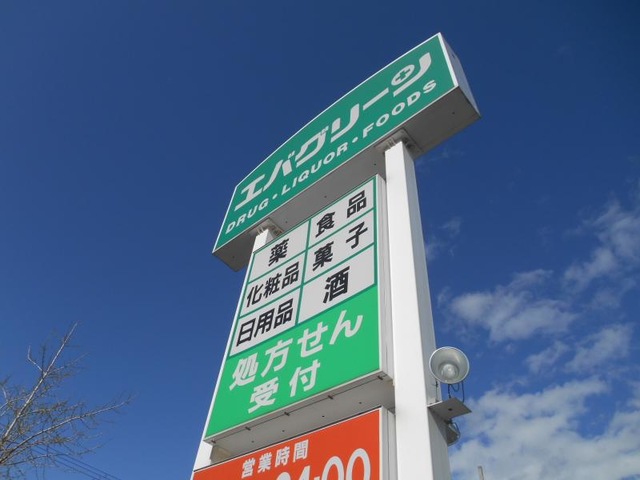 エバグリーン
DRUG・LIQUOR・FOODS
薬 食品
化粧品 菓子
日用品 酒
処方せん
受付
営業時間